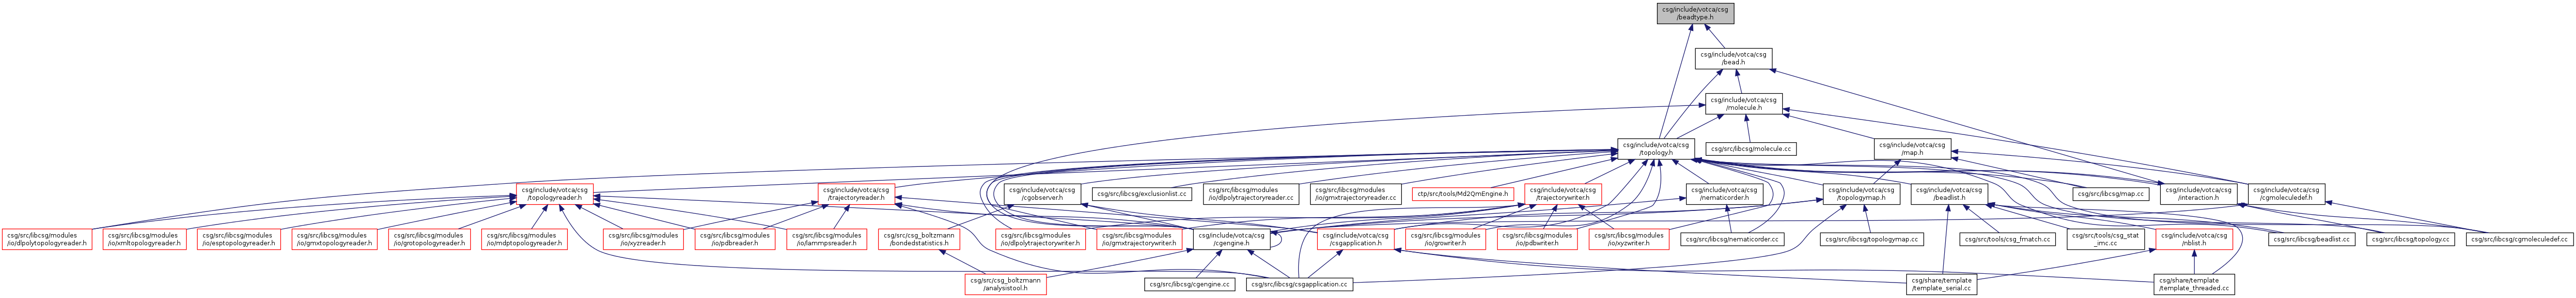 csg/include/votca/csg
/beadtype.h
csg/include/votca/csg
/bead.h
csg/include/votca/csg
/molecule.h
csg/include/votca/csg
/topology.h
csg/src/libcsg/molecule.cc
csg/include/votca/csg
/map.h
csg/include/votca/csg
/topologyreader.h
csg/include/votca/csg
/trajectoryreader.h
csg/include/votca/csg
/cgobserver.h
csg/src/libcsg/exclusionlist.cc
csg/src/libcsg/modules
/io/dlpolytrajectoryreader.cc
csg/src/libcsg/modules
/io/gmxtrajectoryreader.cc
ctp/src/tools/Md2QmEngine.h
csg/include/votca/csg
/trajectorywriter.h
csg/include/votca/csg
/nematicorder.h
csg/include/votca/csg
/topologymap.h
csg/include/votca/csg
/beadlist.h
csg/src/libcsg/map.cc
csg/include/votca/csg
/interaction.h
csg/include/votca/csg
/cgmoleculedef.h
csg/src/libcsg/modules
/io/dlpolytopologyreader.h
csg/src/libcsg/modules
/io/xmltopologyreader.h
csg/src/libcsg/modules
/io/esptopologyreader.h
csg/src/libcsg/modules
/io/gmxtopologyreader.h
csg/src/libcsg/modules
/io/grotopologyreader.h
csg/src/libcsg/modules
/io/mdptopologyreader.h
csg/src/libcsg/modules
/io/xyzreader.h
csg/src/libcsg/modules
/io/pdbreader.h
csg/src/libcsg/modules
/io/lammpsreader.h
csg/src/csg_boltzmann
/bondedstatistics.h
csg/src/libcsg/modules
/io/dlpolytrajectorywriter.h
csg/src/libcsg/modules
/io/gmxtrajectorywriter.h
csg/include/votca/csg
/cgengine.h
csg/include/votca/csg
/csgapplication.h
csg/src/libcsg/modules
/io/growriter.h
csg/src/libcsg/modules
/io/pdbwriter.h
csg/src/libcsg/modules
/io/xyzwriter.h
csg/src/libcsg/nematicorder.cc
csg/src/libcsg/topologymap.cc
csg/src/tools/csg_fmatch.cc
csg/src/tools/csg_stat
_imc.cc
csg/include/votca/csg
/nblist.h
csg/src/libcsg/beadlist.cc
csg/src/libcsg/topology.cc
csg/src/libcsg/cgmoleculedef.cc
csg/src/csg_boltzmann
/analysistool.h
csg/src/libcsg/cgengine.cc
csg/src/libcsg/csgapplication.cc
csg/share/template
/template_serial.cc
csg/share/template
/template_threaded.cc